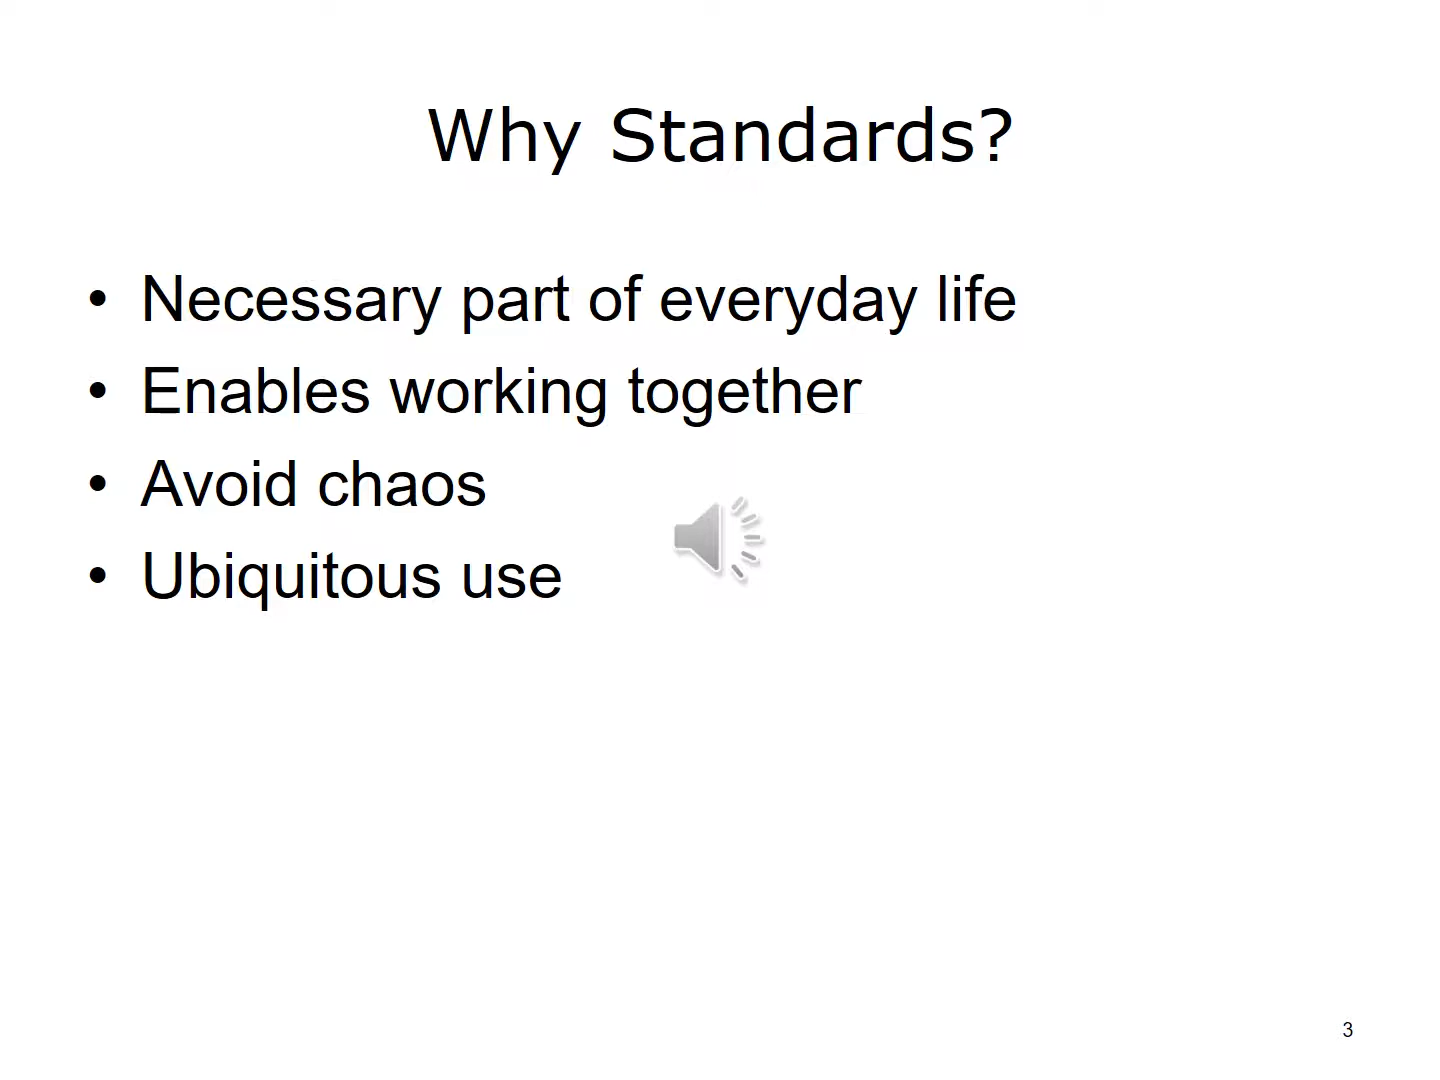 Why Standards?
• Necessary part of everyday life
• Enables working together
• Avoid chaos
• Ubiquitous use
3